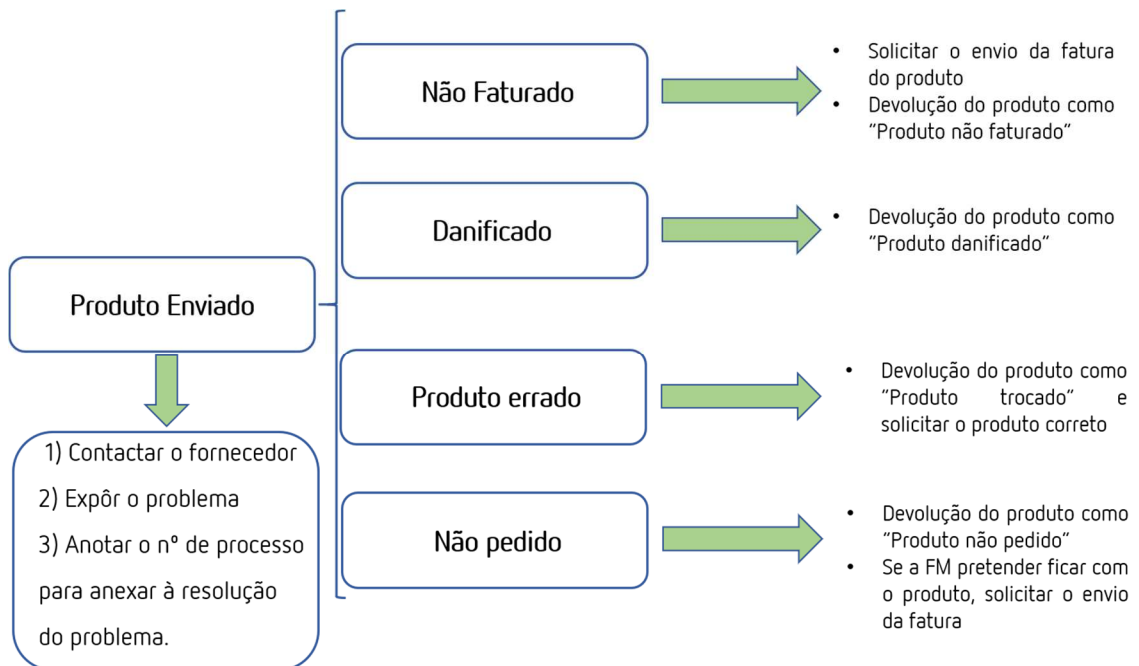 Produto Enviado
1) Contactar o fornecedor
2) Expôr o problema
3) Anotar o nº de processo
para anexar à resolução
do problema.
Não Faturado
• Solicitar o envio da fatura
do produto
• Devolução do produto como
“Produto não faturado”
Danificado
• Devolução do produto como
“Produto danificado”
Produto errado
• Devolução do produto como
“Produto trocado” e
solicitar o produto correto
Não pedido
• Devolução do produto como
“Produto não pedido”
• Se a FM pretender ficar com
o produto, solicitar o envio
da fatura